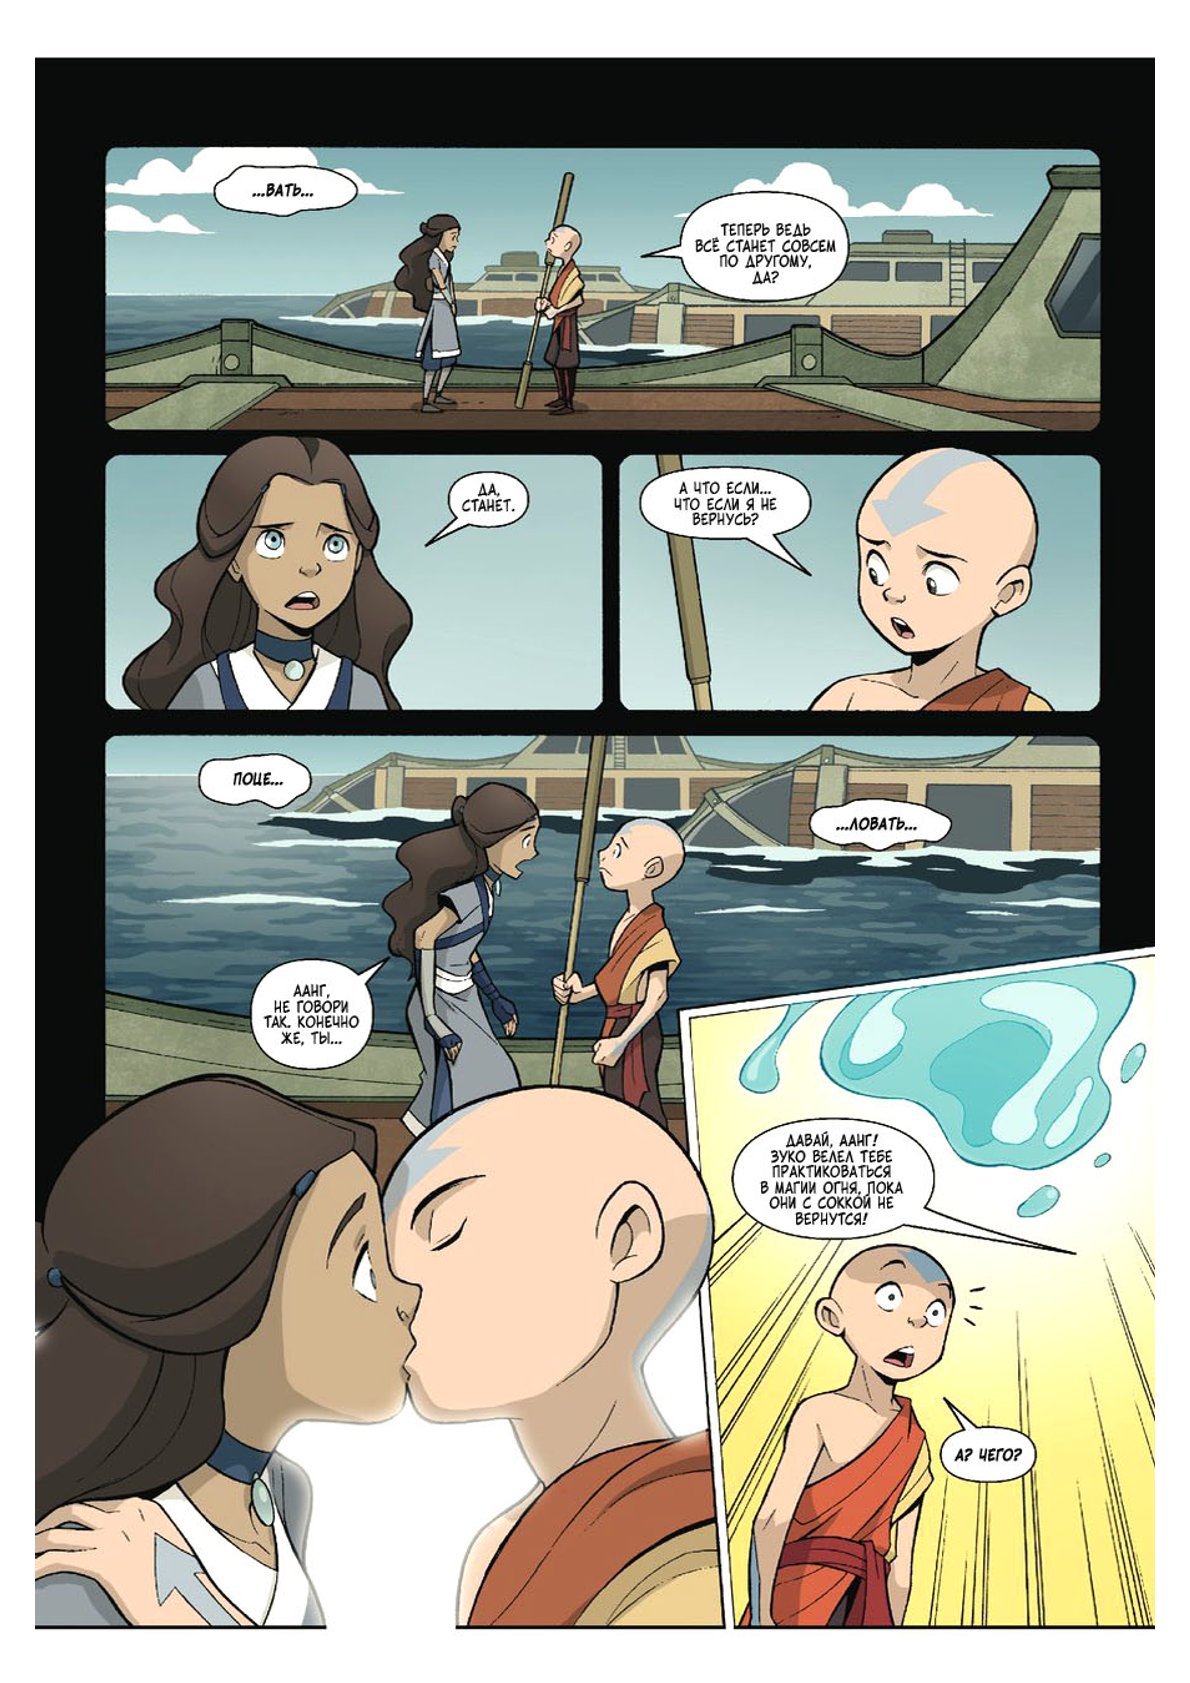 ...ВАТЬ...
ТЕПЕРЬ ВЕДЬ
ВСЁ СТАНЕТ СОВСЕМ
ПО ДРУГОМУ,
ДА?
ДА,
СТАНЕТ.
А ЧТО ЕСЛИ...
ЧТО ЕСЛИ Я НЕ
ВЕРНУСЬ?
ПОЦЕ...
...ЛОВАТЬ...
ААНГ,
НЕ ГОВОРИ
ТАК. КОНЕЧНО
ЖЕ, ТЫ...
ДАВАЙ, ААНГ!
ЗУКО ВЕЛЕЛ ТЕБЕ
ПРАКТИКОВАТЬСЯ
В МАГИИ ОГНЯ, ПОКА
ОНИ С СОККОЙ НЕ
ВЕРНУТСЯ!
А? ЧЕГО?